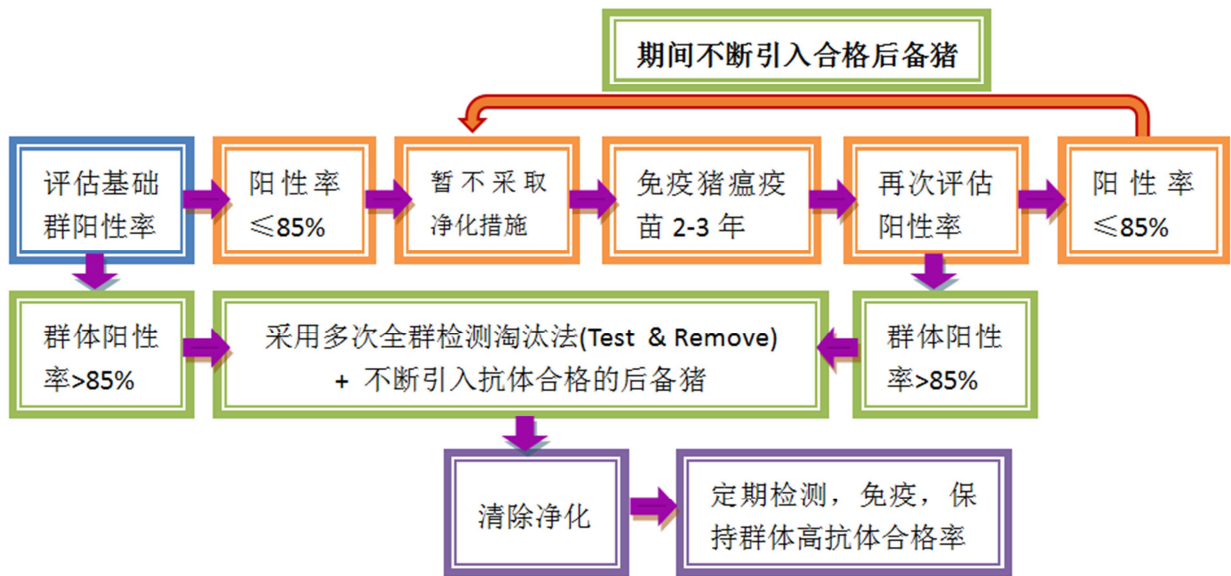 期间不断引入合格后备猪
评估基础
群阳性率
阳性率
≤85%
暂不采取
净化措施
免疫猪瘟疫
苗 2-3 年
再次评估
阳性率
阳 性 率
≤85%
群体阳性
率>85%
采用多次全群检测淘汰法(Test & Remove)
+ 不断引入抗体合格的后备猪
群体阳性
率>85%
清除净化
定期检测，免疫，保
持群体高抗体合格率